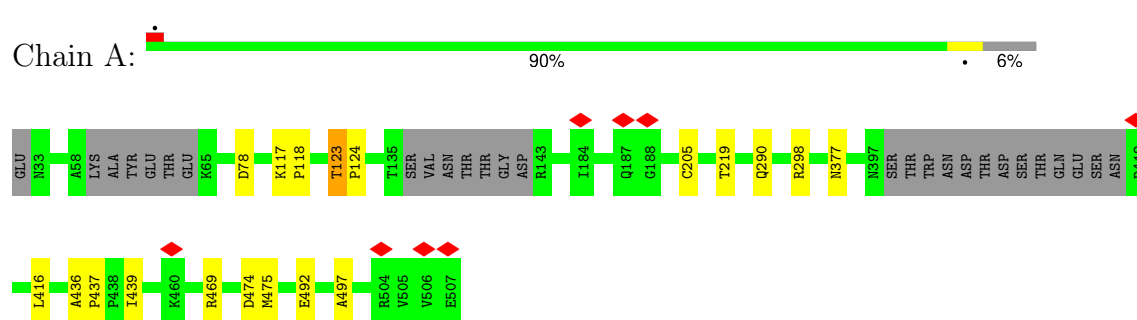 Chain A:
•
90%
•
6%
GLU N33 A58 LYS ALA TYR GLU THR GLU K65 D78 K117 P118 T123 P124 T135 SER VAL ASN THR THR GLY ASP R143 I184 Q187 G188 C205 T219 Q290 R298 N377 N397 SER THR TRP ASN ASN ASP THR ASP SER THR GLN GLU SER ASN
L416 A436 P437 P438 I439 K460 R469 D474 M475 E492 A497 R504 V505 V506 E507